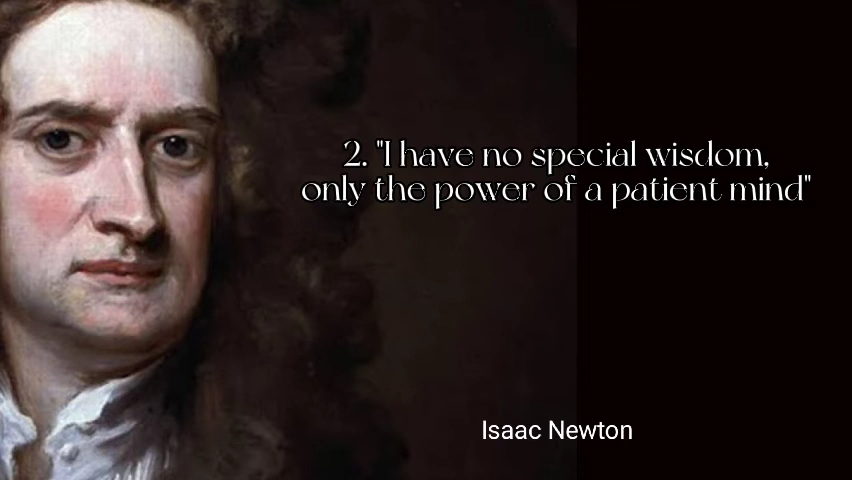 2. "I have no special wisdom,
only the power of a patient mind"
Isaac Newton